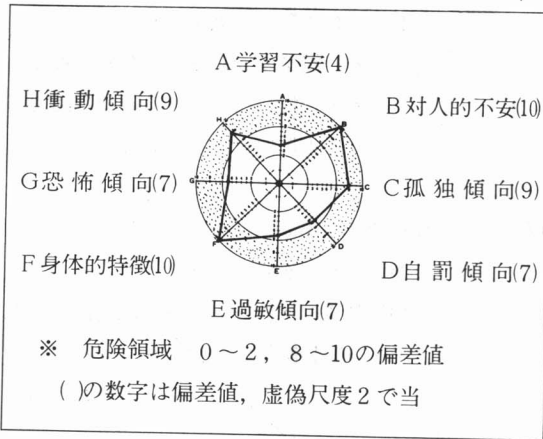 A学習不安(4)
H衝動傾向(9)
B対人的不安(10)
G恐怖傾向(7)
C孤独傾向(9)
F身体的特徴(10)
D自罰傾向(7)
E過敏傾向(7)
A
B
C
D
E
F
G
H
※ 危険領域 0～2，8～10の偏差値
( )の数字は偏差値，虚偽尺度2で当